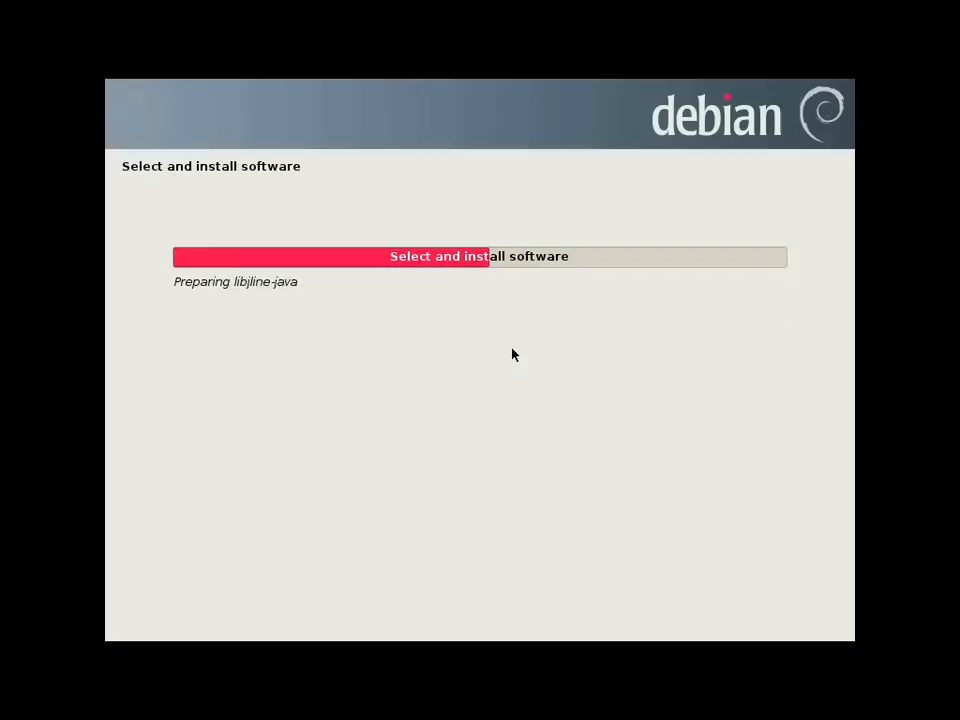 debian
Select and install software
Select and install software
Preparing libjline-java